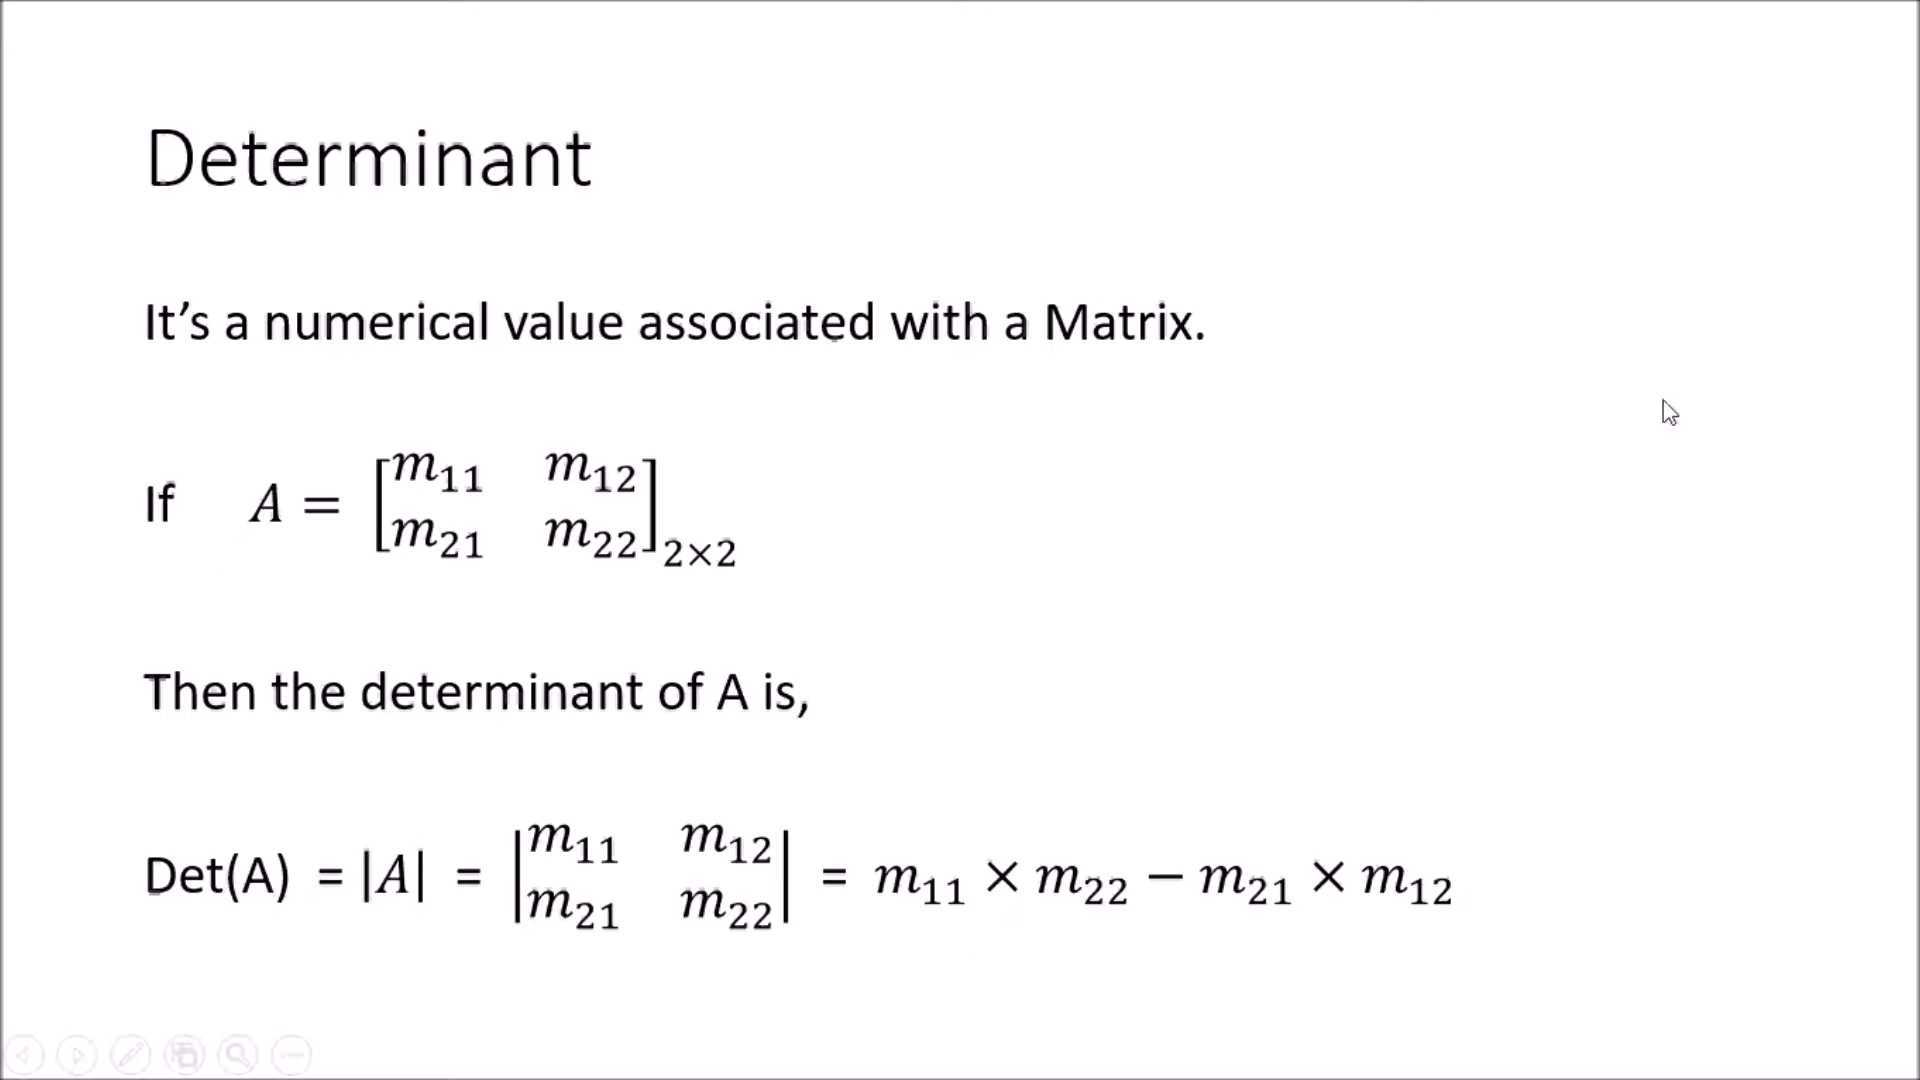 Determinant
It’s a numerical value associated with a Matrix.
If A = [m₁₁ m₁₂
m₂₁ m₂₂]₂×₂
Then the determinant of A is,
Det(A) = |A| = |m₁₁ m₁₂
m₂₁ m₂₂| = m₁₁ × m₂₂ − m₂₁ × m₁₂